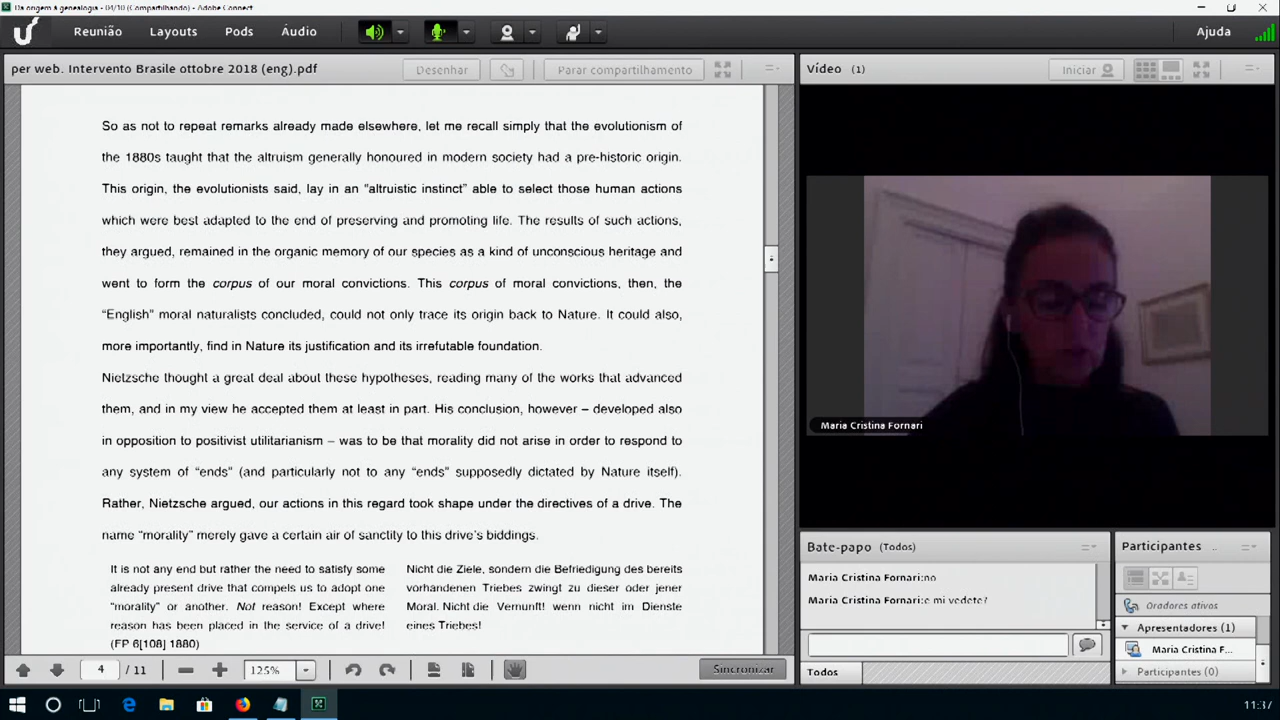 Da origem à genealogia - 04/10 (Compartilhando) - Adobe Connect
Reunião Layouts Pods Áudio Ajuda
per web. Intervento Brasile ottobre 2018 (eng).pdf
Desenhar
Parar compartilhamento
So as not to repeat remarks already made elsewhere, let me recall simply that the evolutionism of
the 1880s taught that the altruism generally honoured in modern society had a pre-historic origin.
This origin, the evolutionists said, lay in an “altruistic instinct” able to select those human actions
which were best adapted to the end of preserving and promoting life. The results of such actions,
they argued, remained in the organic memory of our species as a kind of unconscious heritage and
went to form the corpus of our moral convictions. This corpus of moral convictions, then, the
“English” moral naturalists concluded, could not only trace its origin back to Nature. It could also,
more importantly, find in Nature its justification and its irrefutable foundation.
Nietzsche thought a great deal about these hypotheses, reading many of the works that advanced
them, and in my view he accepted them at least in part. His conclusion, however – developed also
in opposition to positivist utilitarianism – was to be that morality did not arise in order to respond to
any system of “ends” (and particularly not to any “ends” supposedly dictated by Nature itself).
Rather, Nietzsche argued, our actions in this regard took shape under the directives of a drive. The
name “morality” merely gave a certain air of sanctity to this drive’s biddings.
It is not any end but rather the need to satisfy some
already present drive that compels us to adopt one
“morality” or another. Not reason! Except where
reason has been placed in the service of a drive!
(FP 6[108] 1880)
Nicht die Ziele, sondern die Befriedigung des bereits
vorhandenen Triebes zwingt zu dieser oder jener
Moral. Nicht die Vernunft! wenn nicht im Dienste
eines Triebes!
4 / 11
125%
Sincronizar
Vídeo (1)
Iniciar
Maria Cristina Fornari
Bate-papo (Todos)
Maria Cristina Fornari:no
Maria Cristina Fornari:e mi vedete?
Todos
Participantes
Oradores ativos
Apresentadores (1)
Maria Cristina F...
Participantes (0)
11:37